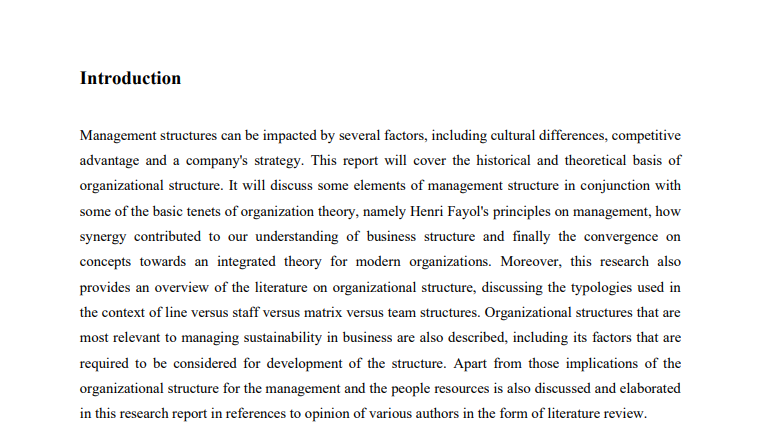 Introduction
Management structures can be impacted by several factors, including cultural differences, competitive
advantage and a company's strategy. This report will cover the historical and theoretical basis of
organizational structure. It will discuss some elements of management structure in conjunction with
some of the basic tenets of organization theory, namely Henri Fayol's principles on management, how
synergy contributed to our understanding of business structure and finally the convergence on
concepts towards an integrated theory for modern organizations. Moreover, this research also
provides an overview of the literature on organizational structure, discussing the typologies used in
the context of line versus staff versus matrix versus team structures. Organizational structures that are
most relevant to managing sustainability in business are also described, including its factors that are
required to be considered for development of the structure. Apart from those implications of the
organizational structure for the management and the people resources is also discussed and elaborated
in this research report in references to opinion of various authors in the form of literature review.